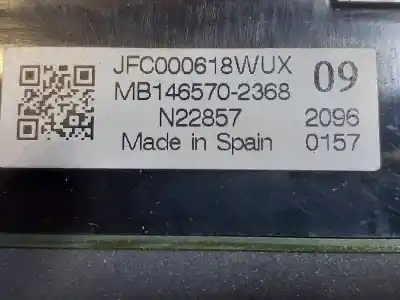 JFC000618WUX 09
MB146570-2368
N22857 2096
Made in Spain 0157